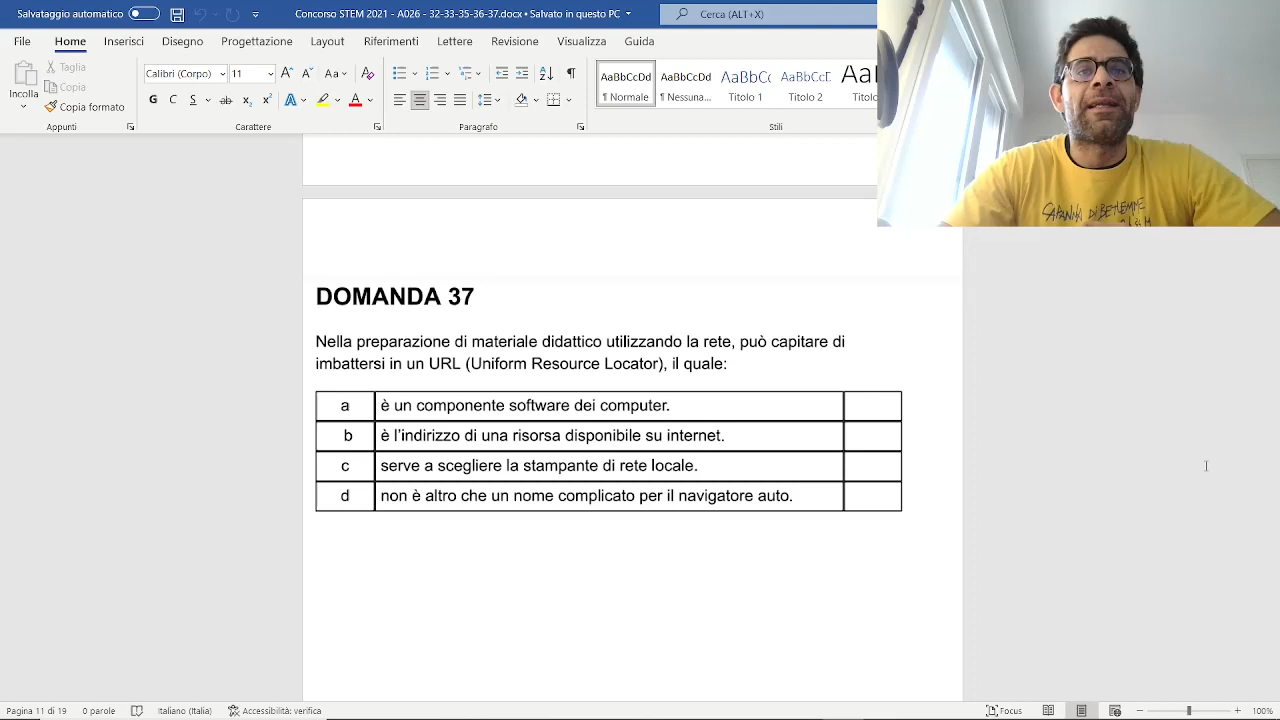 Salvataggio automatico
Concorso STEM 2021 - A026 - 32-33-35-36-37.docx • Salvato in questo PC
Cerca (ALT+X)
File Home Inserisci Disegno Progettazione Layout Riferimenti Lettere Revisione Visualizza Guida
Incolla
Taglia
Copia
Copia formato
Appunti
Calibri (Corpo) 11
Carattere
Paragrafo
AaBbCcDd AaBbCcDd AaBbCc AaBbCcD AaB
¶ Normale ¶ Nessuna... Titolo 1 Titolo 2 Titolo
Stili
CAPANNA DI BETLEMME
DOMANDA 37
Nella preparazione di materiale didattico utilizzando la rete, può capitare di
imbattersi in un URL (Uniform Resource Locator), il quale:
a è un componente software dei computer.
b è l’indirizzo di una risorsa disponibile su internet.
c serve a scegliere la stampante di rete locale.
d non è altro che un nome complicato per il navigatore auto.
Pagina 11 di 19 0 parole Italiano (Italia) Accessibilità: verifica Focus 100%